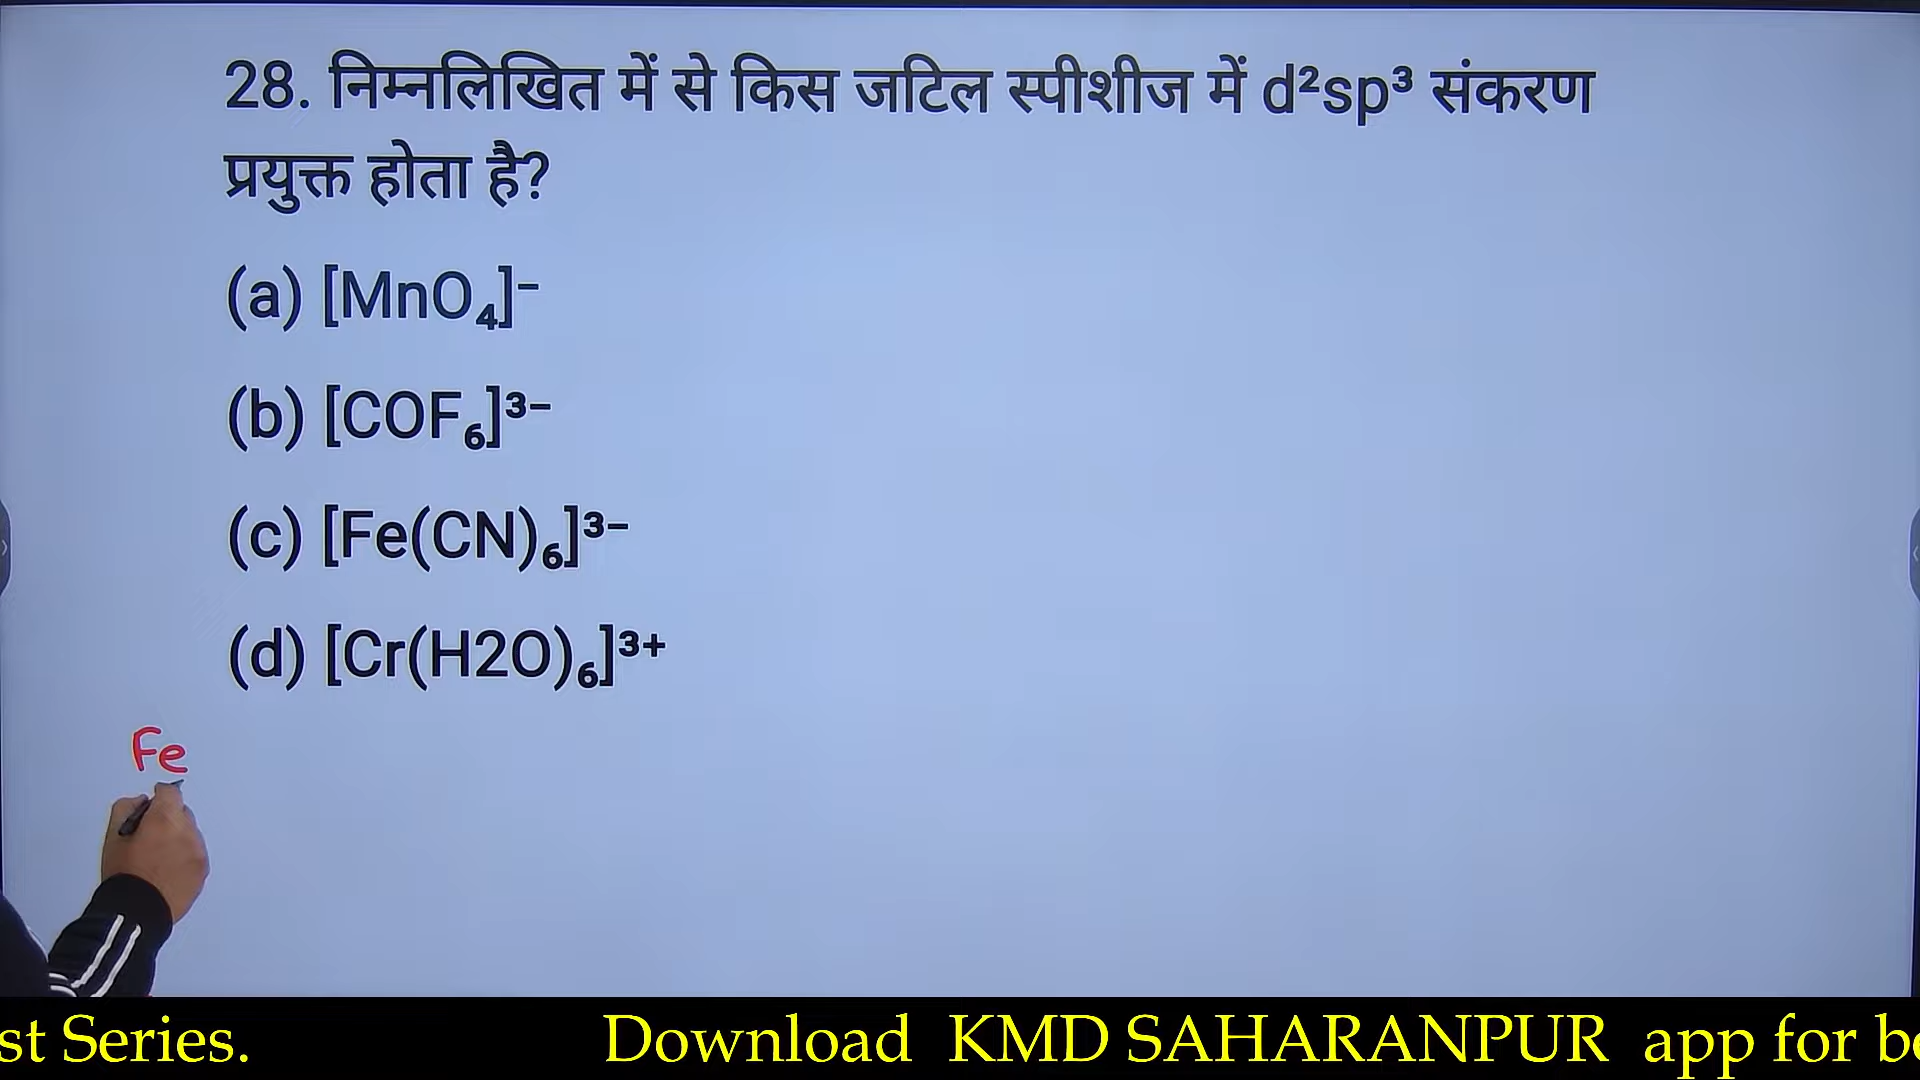 28. निम्नलिखित में से किस जटिल स्पीशीज में d²sp³ संकरण
प्रयुक्त होता है?
(a) [MnO₄]⁻
(b) [COF₆]³⁻
(c) [Fe(CN)₆]³⁻
(d) [Cr(H2O)₆]³⁺
Fe
st Series. Download KMD SAHARANPUR app for be